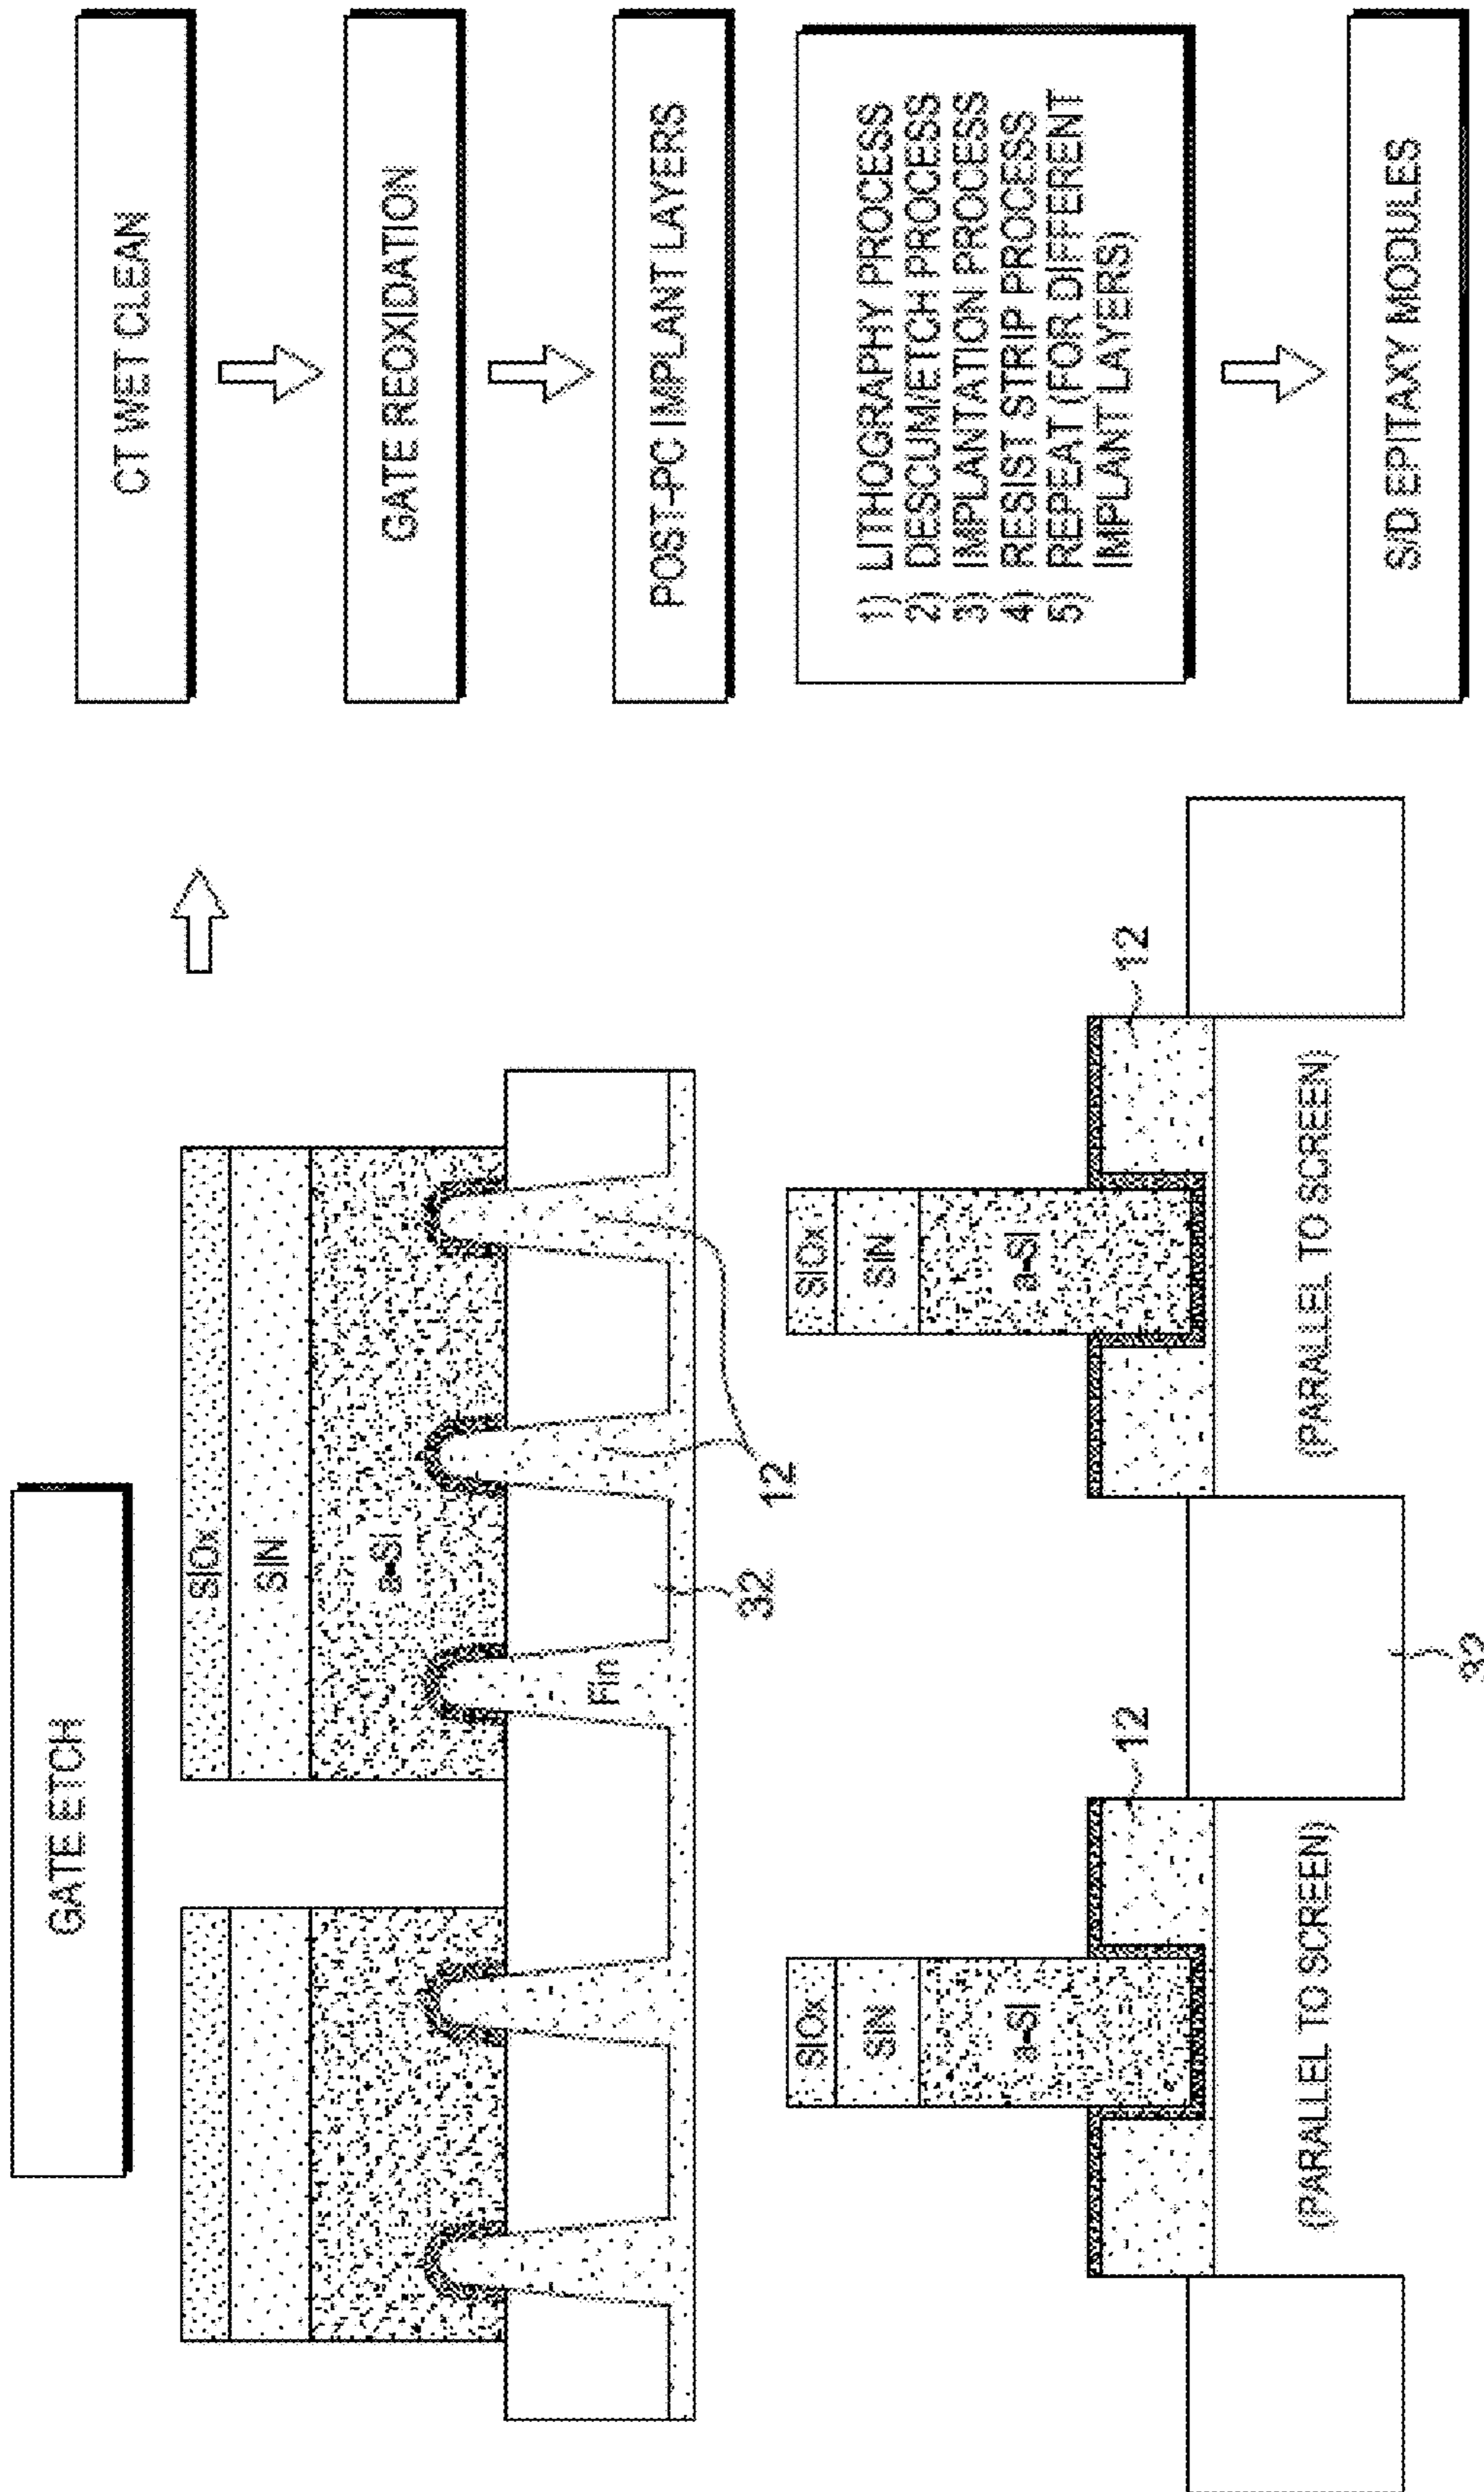 GATE ETCH
SIOx
SIN
a-SI
Fin
12
32
SIOx
SIN
a-SI
12
(PARALLEL TO SCREEN)
SIOx
SIN
a-SI
12
(PARALLEL TO SCREEN)
32
CT WET CLEAN
GATE REOXIDATION
POST-PC IMPLANT LAYERS
1) LITHOGRAPHY PROCESS
2) DESCUM/ETCH PROCESS
3) IMPLANTATION PROCESS
4) RESIST STRIP PROCESS
5) REPEAT (FOR DIFFERENT
IMPLANT LAYERS)
S/D EPITAXY MODULES